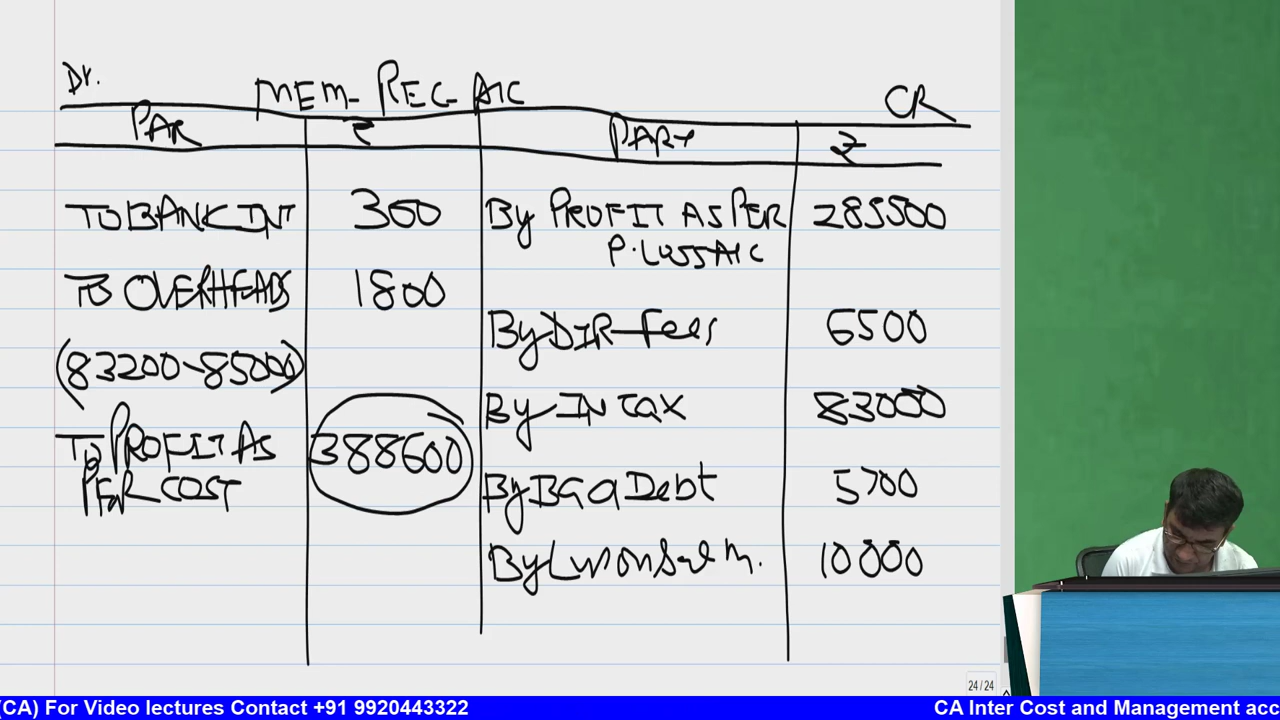 Dr.
MEM- REC- A/C
CR
PAR
₹
PART
₹
TO BANK INT 300
By PROFIT AS PER 285500
P. LOSS A/C
TO OVERHEADS 1800
By DIR-fees 6500
(83200-85000)
By IN TAX 83000
TO PROFIT AS 388600
PER COST
By BAD Debt 5700
By on 10000
24/24
(CA) For Video lectures Contact +91 9920443322
CA Inter Cost and Management acc